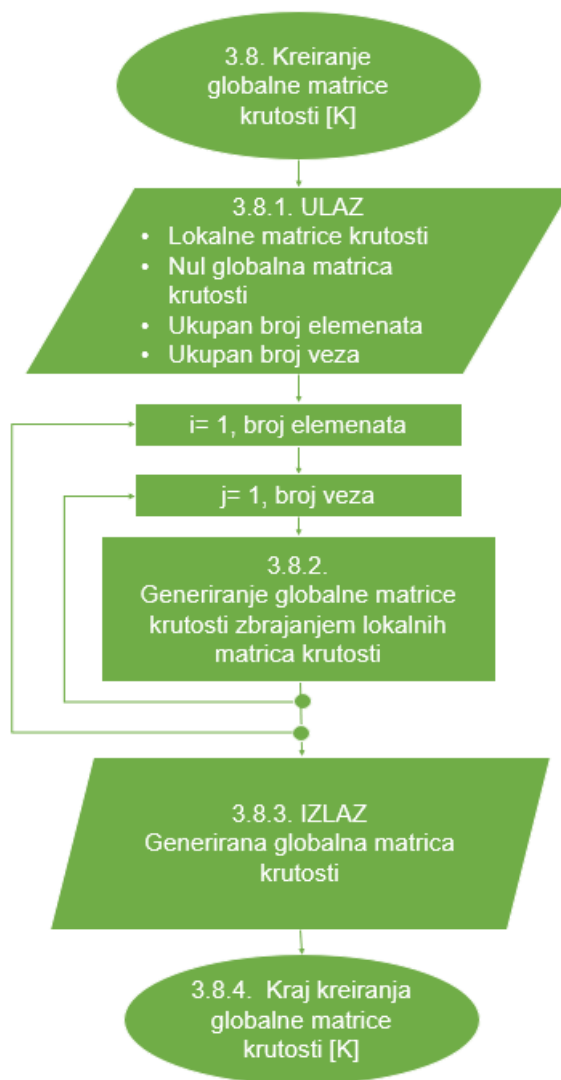 3.8. Kreiranje
globalne matrice
krutosti [K]
3.8.1. ULAZ
• Lokalne matrice krutosti
• Nul globalna matrica
krutosti
• Ukupan broj elemenata
• Ukupan broj veza
i= 1, broj elemenata
j= 1, broj veza
3.8.2.
Generiranje globalne matrice
krutosti zbrajanjem lokalnih
matrica krutosti
3.8.3. IZLAZ
Generirana globalna matrica
krutosti
3.8.4. Kraj kreiranja
globalne matrice
krutosti [K]